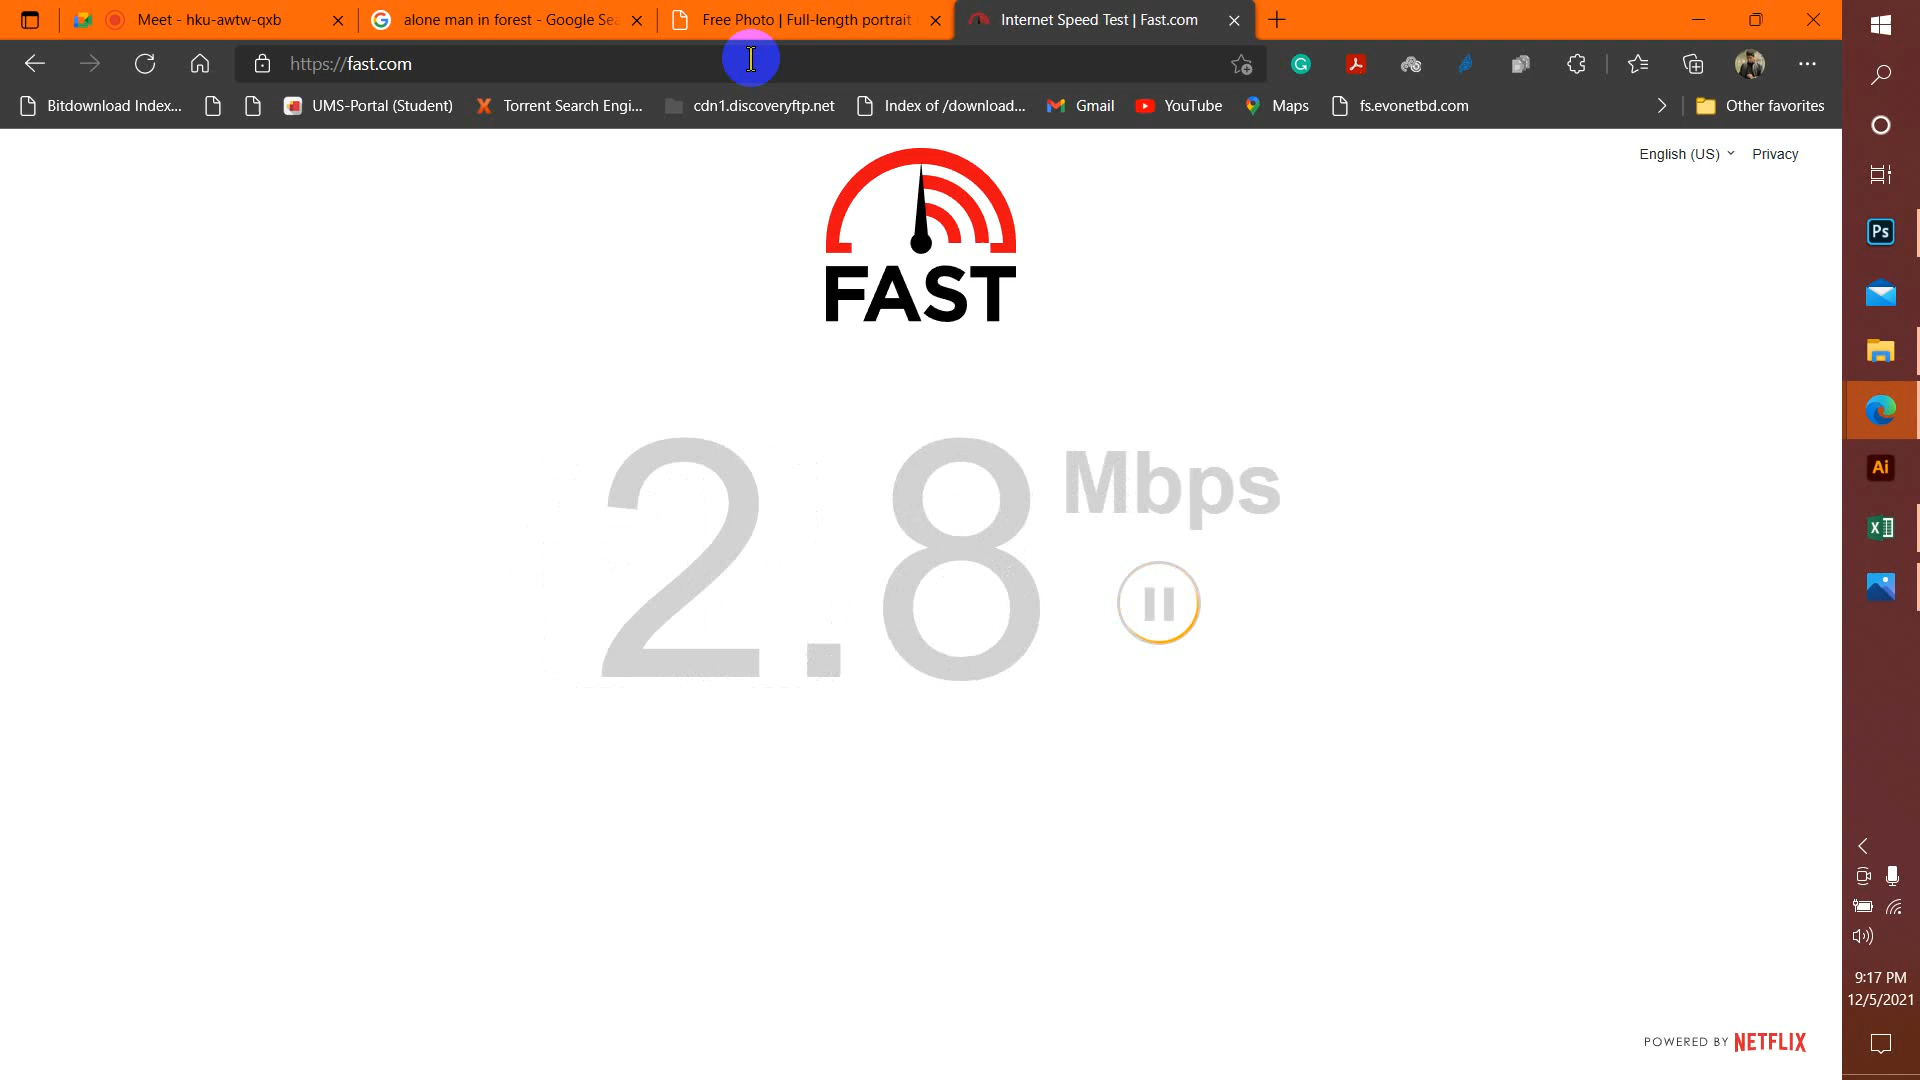 Meet - hku-awtw-qxb
alone man in forest - Google Sea
Free Photo | Full-length portrait
Internet Speed Test | Fast.com
https://fast.com
Bitdownload Index...
UMS-Portal (Student)
Torrent Search Engi...
cdn1.discoveryftp.net
Index of /download...
Gmail
YouTube
Maps
fs.evonetbd.com
Other favorites
English (US)
Privacy
FAST
2.8 Mbps
Ps
Ai
9:17 PM
12/5/2021
POWERED BY NETFLIX